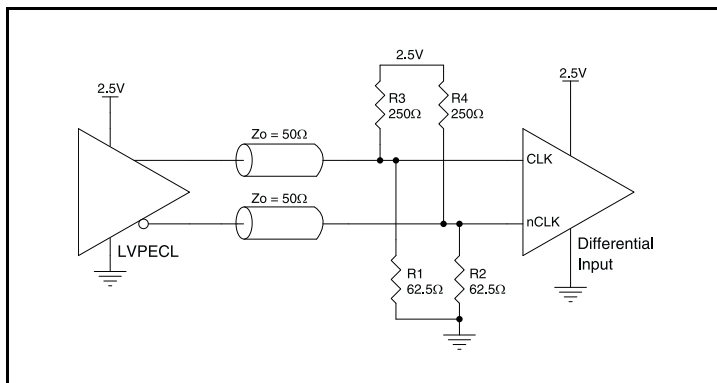 2.5V
2.5V
2.5V
R3
250Ω
R4
250Ω
Zo = 50Ω
CLK
Zo = 50Ω
nCLK
LVPECL
Differential
Input
R1
62.5Ω
R2
62.5Ω